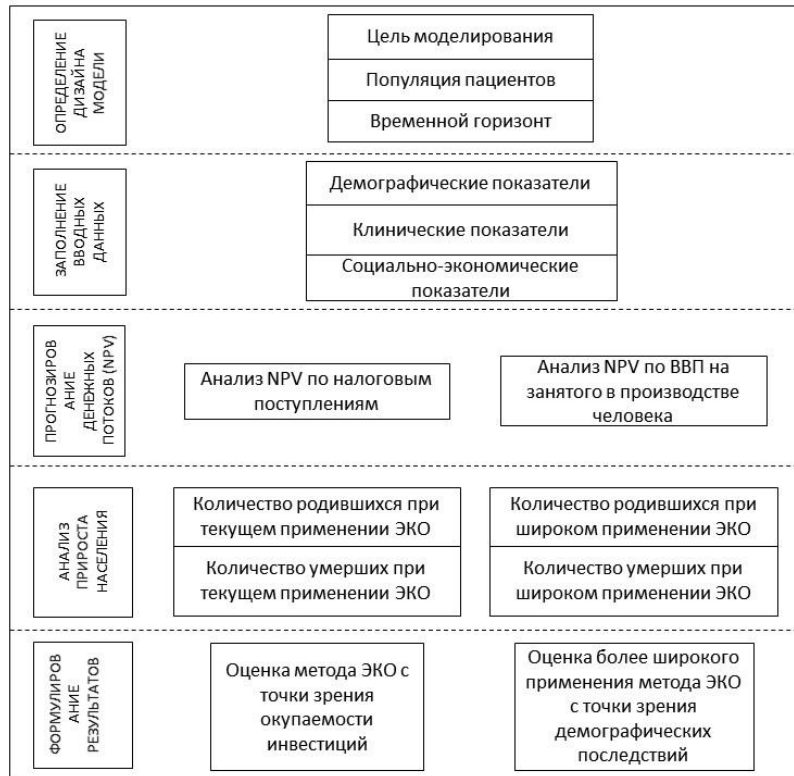 ОПРЕДЕЛЕНИЕ
ДИЗАЙНА
МОДЕЛИ
Цель моделирования
Популяция пациентов
Временной горизонт
ЗАПОЛНЕНИЕ
ВВОДНЫХ
ДАННЫХ
Демографические показатели
Клинические показатели
Социально-экономические
показатели
ПРОГНОЗИРОВ
АНИЕ
ДЕНЕЖНЫХ
ПОТОКОВ (NPV)
Анализ NPV по налоговым
поступлениям
Анализ NPV по ВВП на
занятого в производстве
человека
АНАЛИЗ
ПРИРОСТА
НАСЕЛЕНИЯ
Количество родившихся при
текущем применении ЭКО
Количество умерших при
текущем применении ЭКО
Количество родившихся при
широком применении ЭКО
Количество умерших при
широком применении ЭКО
ФОРМУЛИРОВ
АНИЕ
РЕЗУЛЬТАТОВ
Оценка метода ЭКО с
точки зрения
окупаемости
инвестиций
Оценка более широкого
применения метода ЭКО
с точки зрения
демографических
последствий